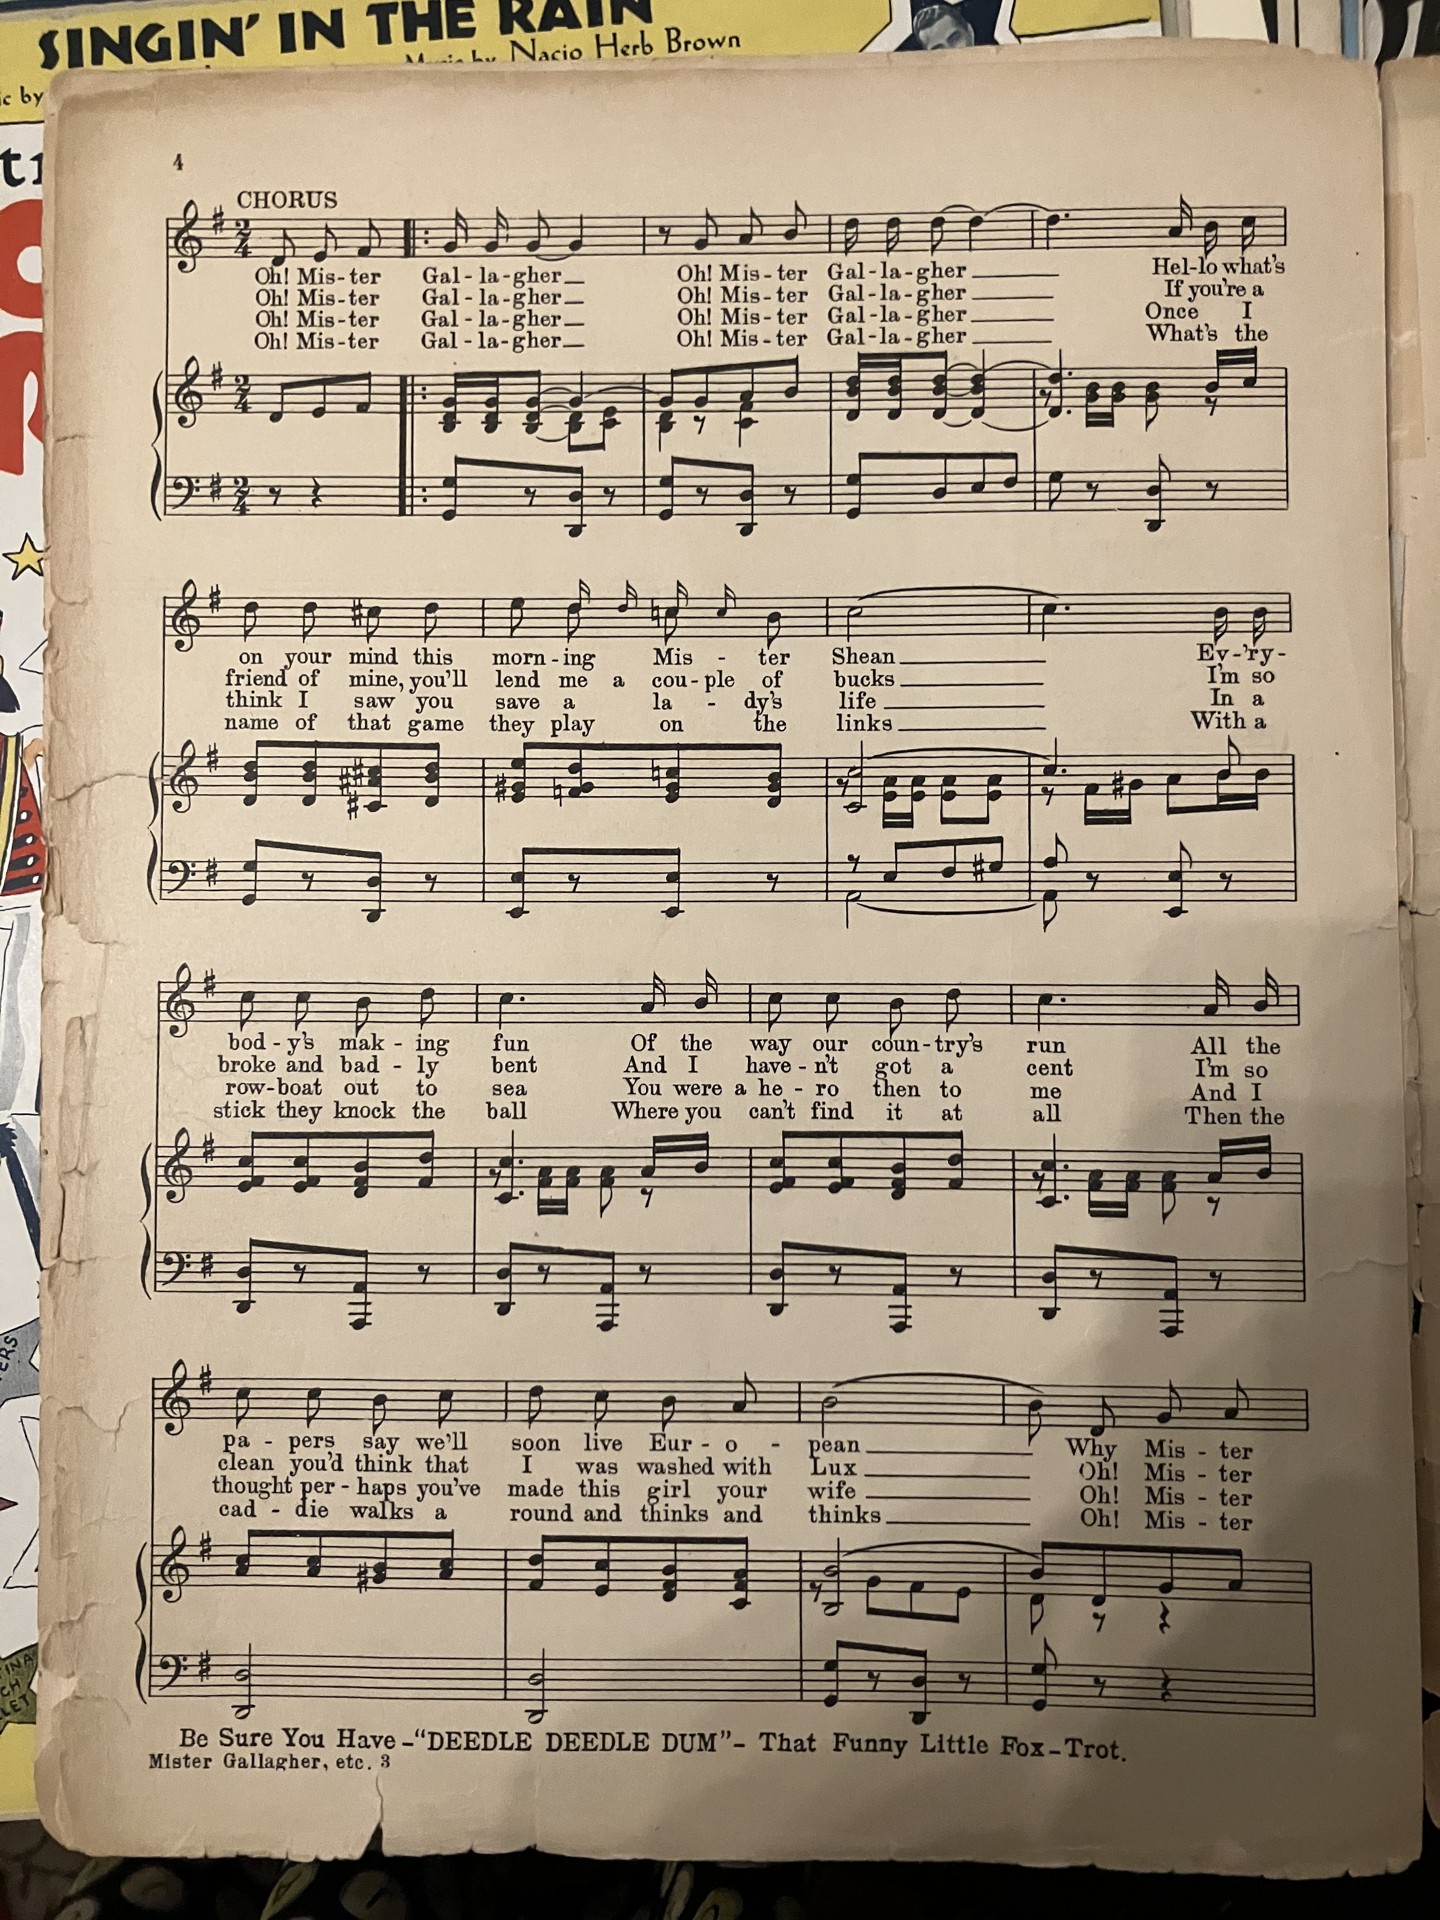 SINGIN' IN THE RAIN
Music by Nacio Herb Brown
ic by
4
CHORUS
Oh! Mis-ter Gal-la-gher Oh! Mis-ter Gal-la-gher Hel-lo what's
Oh! Mis-ter Gal-la-gher Oh! Mis-ter Gal-la-gher If you're a
Oh! Mis-ter Gal-la-gher Oh! Mis-ter Gal-la-gher Once I
Oh! Mis-ter Gal-la-gher Oh! Mis-ter Gal-la-gher What's the
on your mind this morn-ing Mis-ter Shean Ev-'ry-
friend of mine, you'll lend me a cou-ple of bucks I'm so
think I saw you save a la-dy's life In a
name of that game they play on the links With a
bod-y's mak-ing fun Of the way our coun-try's run All the
broke and bad-ly bent And I have-n't got a cent I'm so
row-boat out to sea You were a he-ro then to me And I
stick they knock the ball Where you can't find it at all Then the
pa-pers say we'll soon live Eur-o-pean Why Mis-ter
clean you'd think that I was washed with Lux Oh! Mis-ter
thought per-haps you've made this girl your wife Oh! Mis-ter
cad-die walks a round and thinks and thinks Oh! Mis-ter
Be Sure You Have-"DEEDLE DEEDLE DUM"- That Funny Little Fox-Trot.
Mister Gallagher, etc. 3